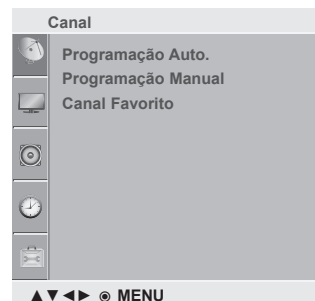 Canal
Programação Auto.
Programação Manual
Canal Favorito
▲▼◄► ◉ MENU